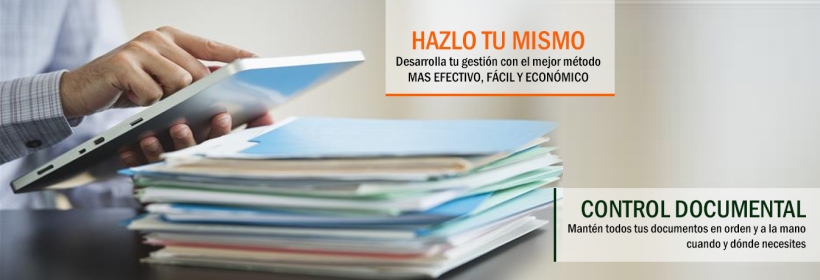 HAZLO TU MISMO
Desarrolla tu gestión con el mejor método
MAS EFECTIVO, FÁCIL Y ECONÓMICO
CONTROL DOCUMENTAL
Mantén todos tus documentos en orden y a la mano
cuando y dónde necesites